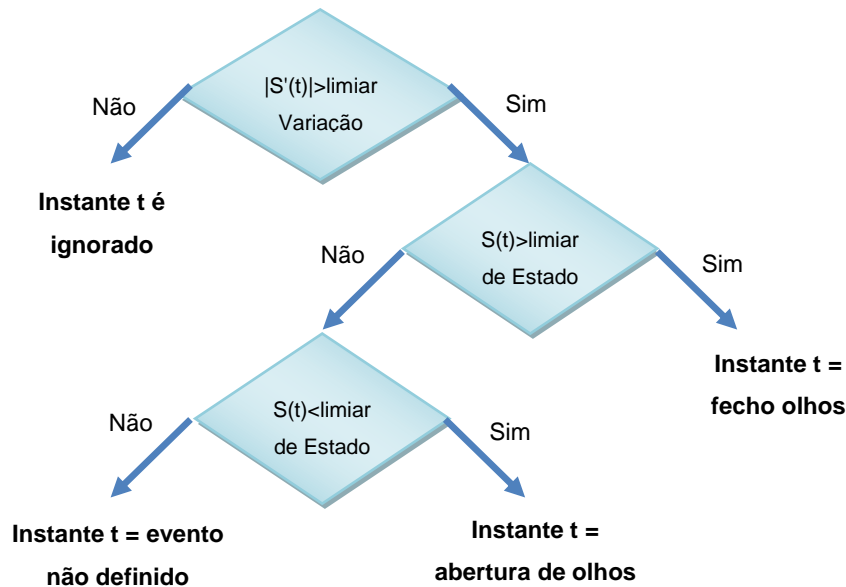 |S'(t)|>limiar
Variação
Não
Sim
Instante t é
ignorado
S(t)>limiar
de Estado
Não
Sim
Instante t =
fecho olhos
S(t)<limiar
de Estado
Não
Sim
Instante t = evento
não definido
Instante t =
abertura de olhos